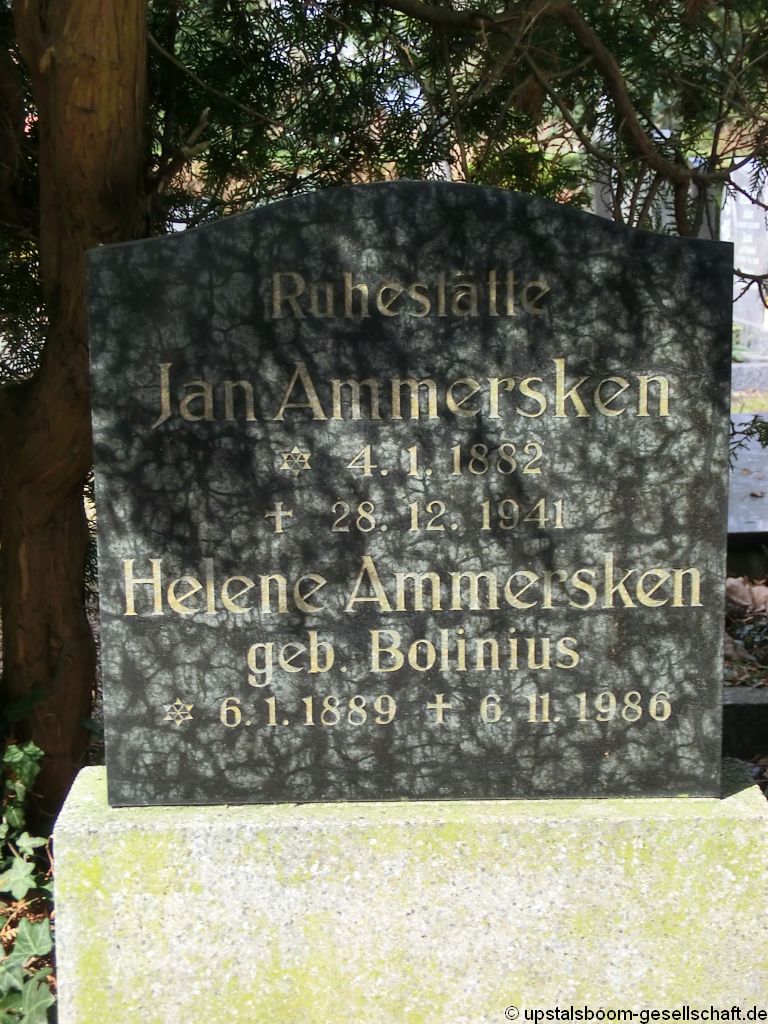 Ruhestätte
Jan Ammersken
✡ 4. 1. 1882
✝ 28. 12. 1941
Helene Ammersken
geb. Bolinius
✡ 6. 1. 1889 ✝ 6. 11. 1986
© upstalsboom-gesellschaft.de